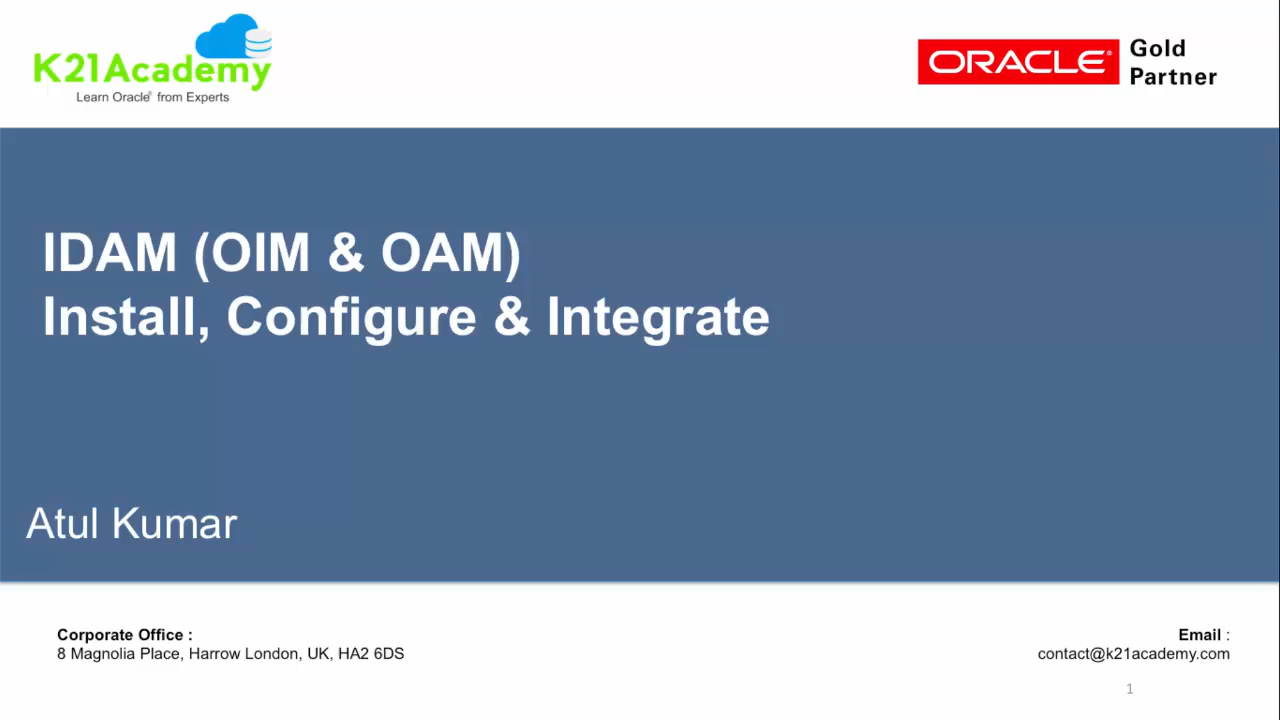 K21Academy
Learn Oracle® from Experts
ORACLE®
Gold
Partner
IDAM (OIM & OAM)
Install, Configure & Integrate
Atul Kumar
Corporate Office :
8 Magnolia Place, Harrow London, UK, HA2 6DS
Email :
contact@k21academy.com
1